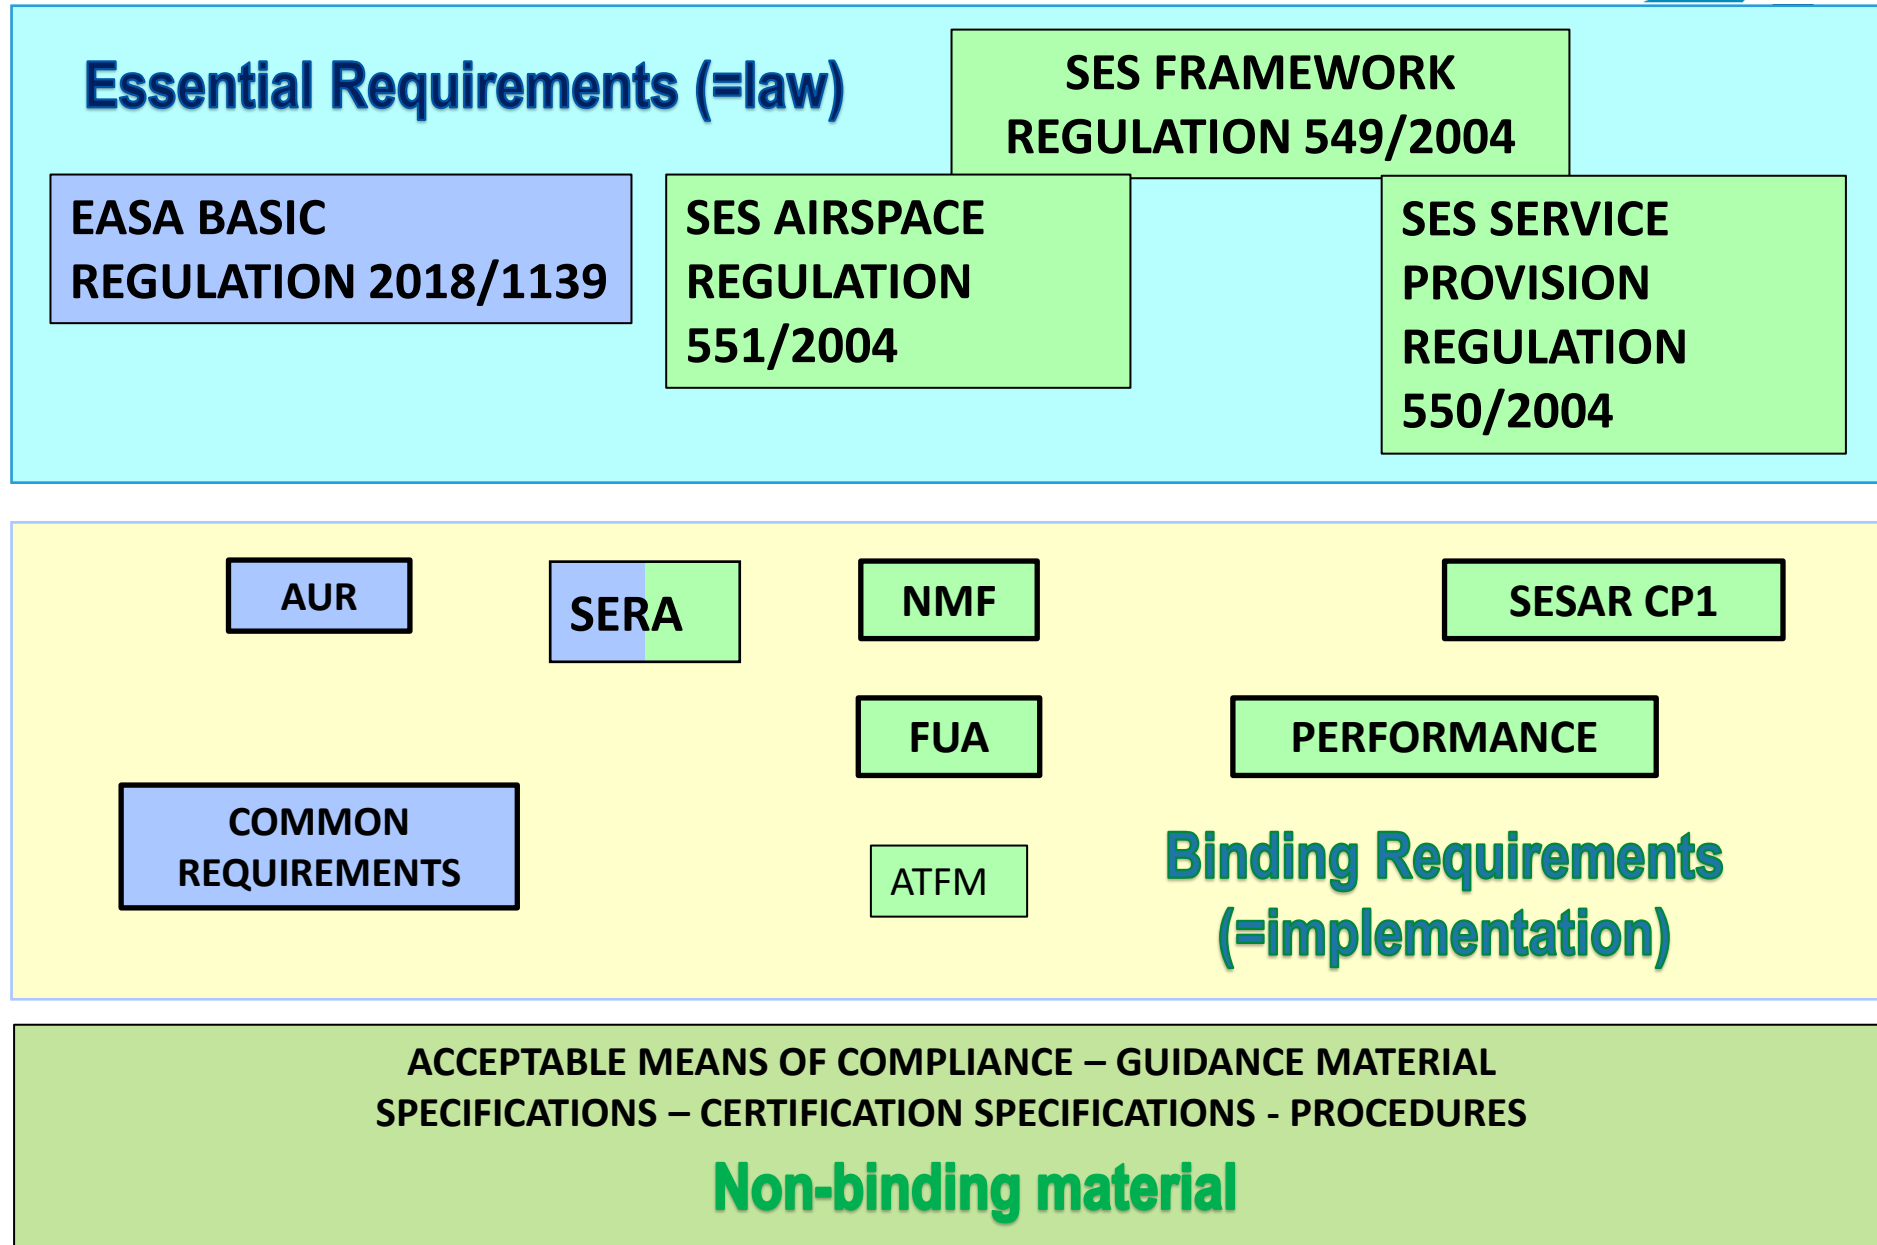 Essential Requirements (=law)
SES FRAMEWORK
REGULATION 549/2004
EASA BASIC
REGULATION 2018/1139
SES AIRSPACE
REGULATION
551/2004
SES SERVICE
PROVISION
REGULATION
550/2004
AUR
SERA
NMF
SESAR CP1
FUA
PERFORMANCE
COMMON
REQUIREMENTS
ATFM
Binding Requirements
(=implementation)
ACCEPTABLE MEANS OF COMPLIANCE – GUIDANCE MATERIAL
SPECIFICATIONS – CERTIFICATION SPECIFICATIONS - PROCEDURES
Non-binding material